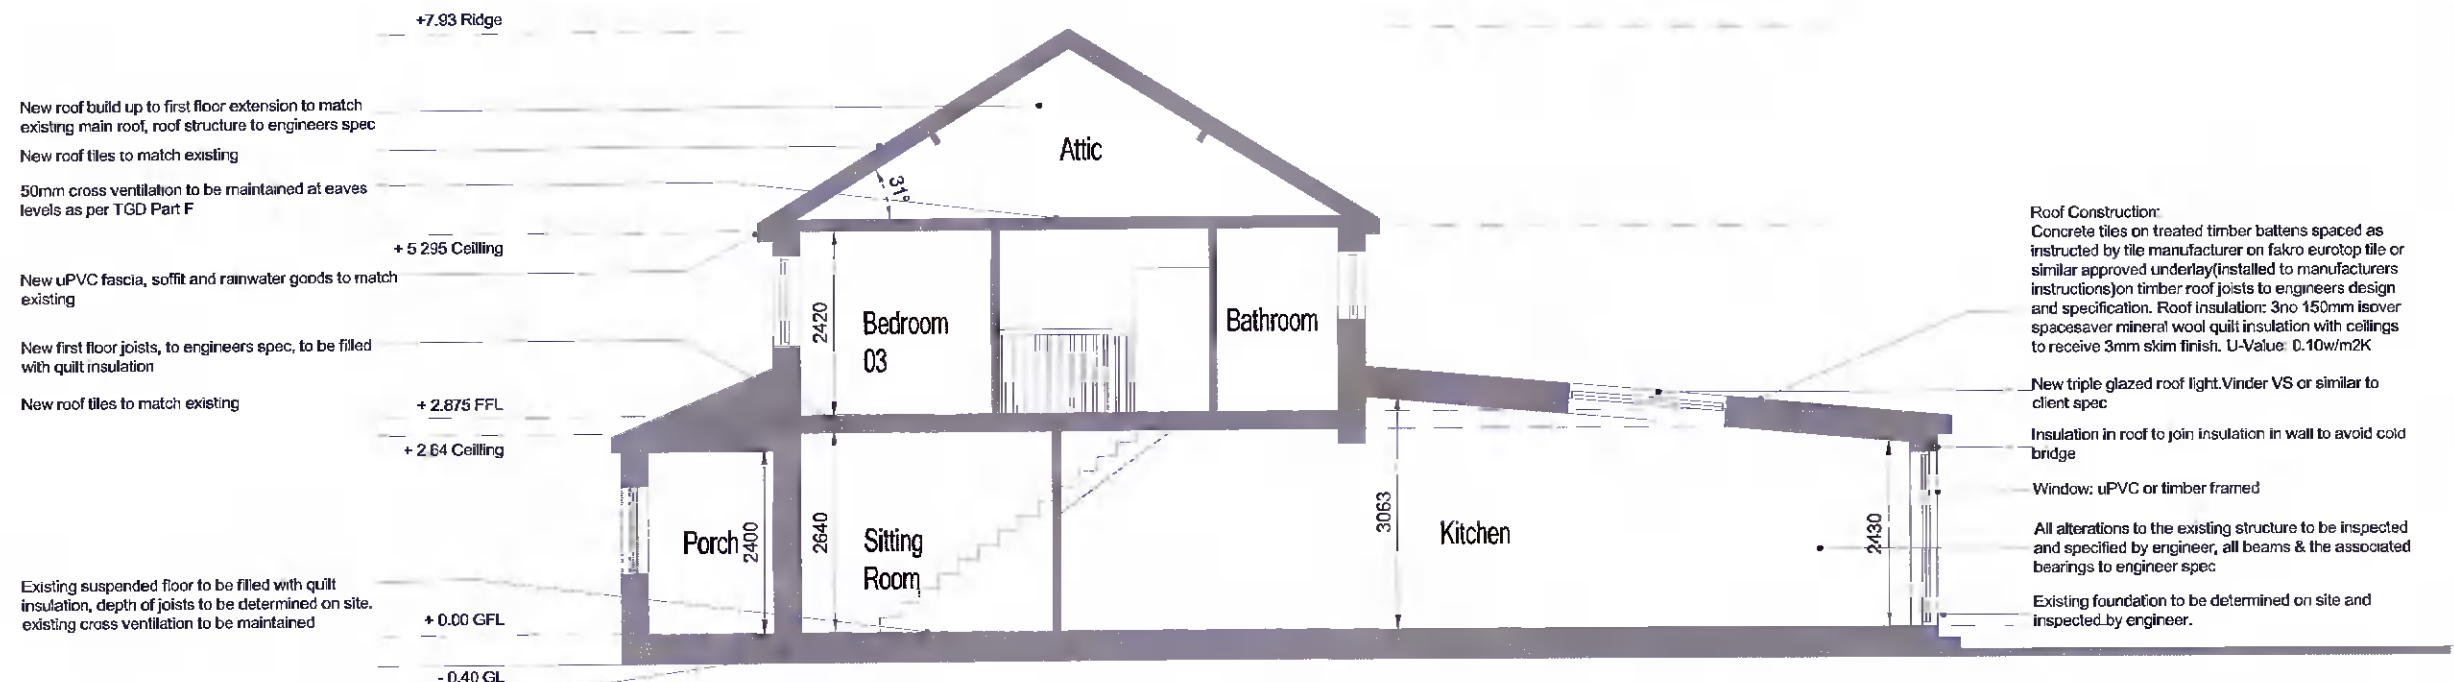 +7.93 Ridge
New roof build up to first floor extension to match
existing main roof, roof structure to engineers spec
New roof tiles to match existing
50mm cross ventilation to be maintained at eaves
levels as per TGD Part F
+ 5 295 Ceilling
New uPVC fascia, soffit and rainwater goods to match
existing
New first floor joists, to engineers spec, to be filled
with quilt insulation
New roof tiles to match existing
+ 2.875 FFL
+ 2 64 Ceilling
Existing suspended floor to be filled with quilt
insulation, depth of joists to be determined on site.
existing cross ventilation to be maintained
+ 0.00 GFL
- 0.40 GL
Attic
31°
2420
Bedroom
03
Bathroom
Porch
2400
2640
Sitting
Room
3063
Kitchen
2430
Roof Construction:
Concrete tiles on treated timber battens spaced as
instructed by tile manufacturer on fakro eurotop tile or
similar approved underlay(installed to manufacturers
instructions)on timber roof joists to engineers design
and specification. Roof insulation: 3no 150mm isover
spacesaver mineral wool quilt insulation with ceilings
to receive 3mm skim finish. U-Value: 0.10w/m2K
New triple glazed roof light.Vinder VS or similar to
client spec
Insulation in roof to join insulation in wall to avoid cold
bridge
Window: uPVC or timber framed
All alterations to the existing structure to be inspected
and specified by engineer, all beams & the associated
bearings to engineer spec
Existing foundation to be determined on site and
inspected by engineer.